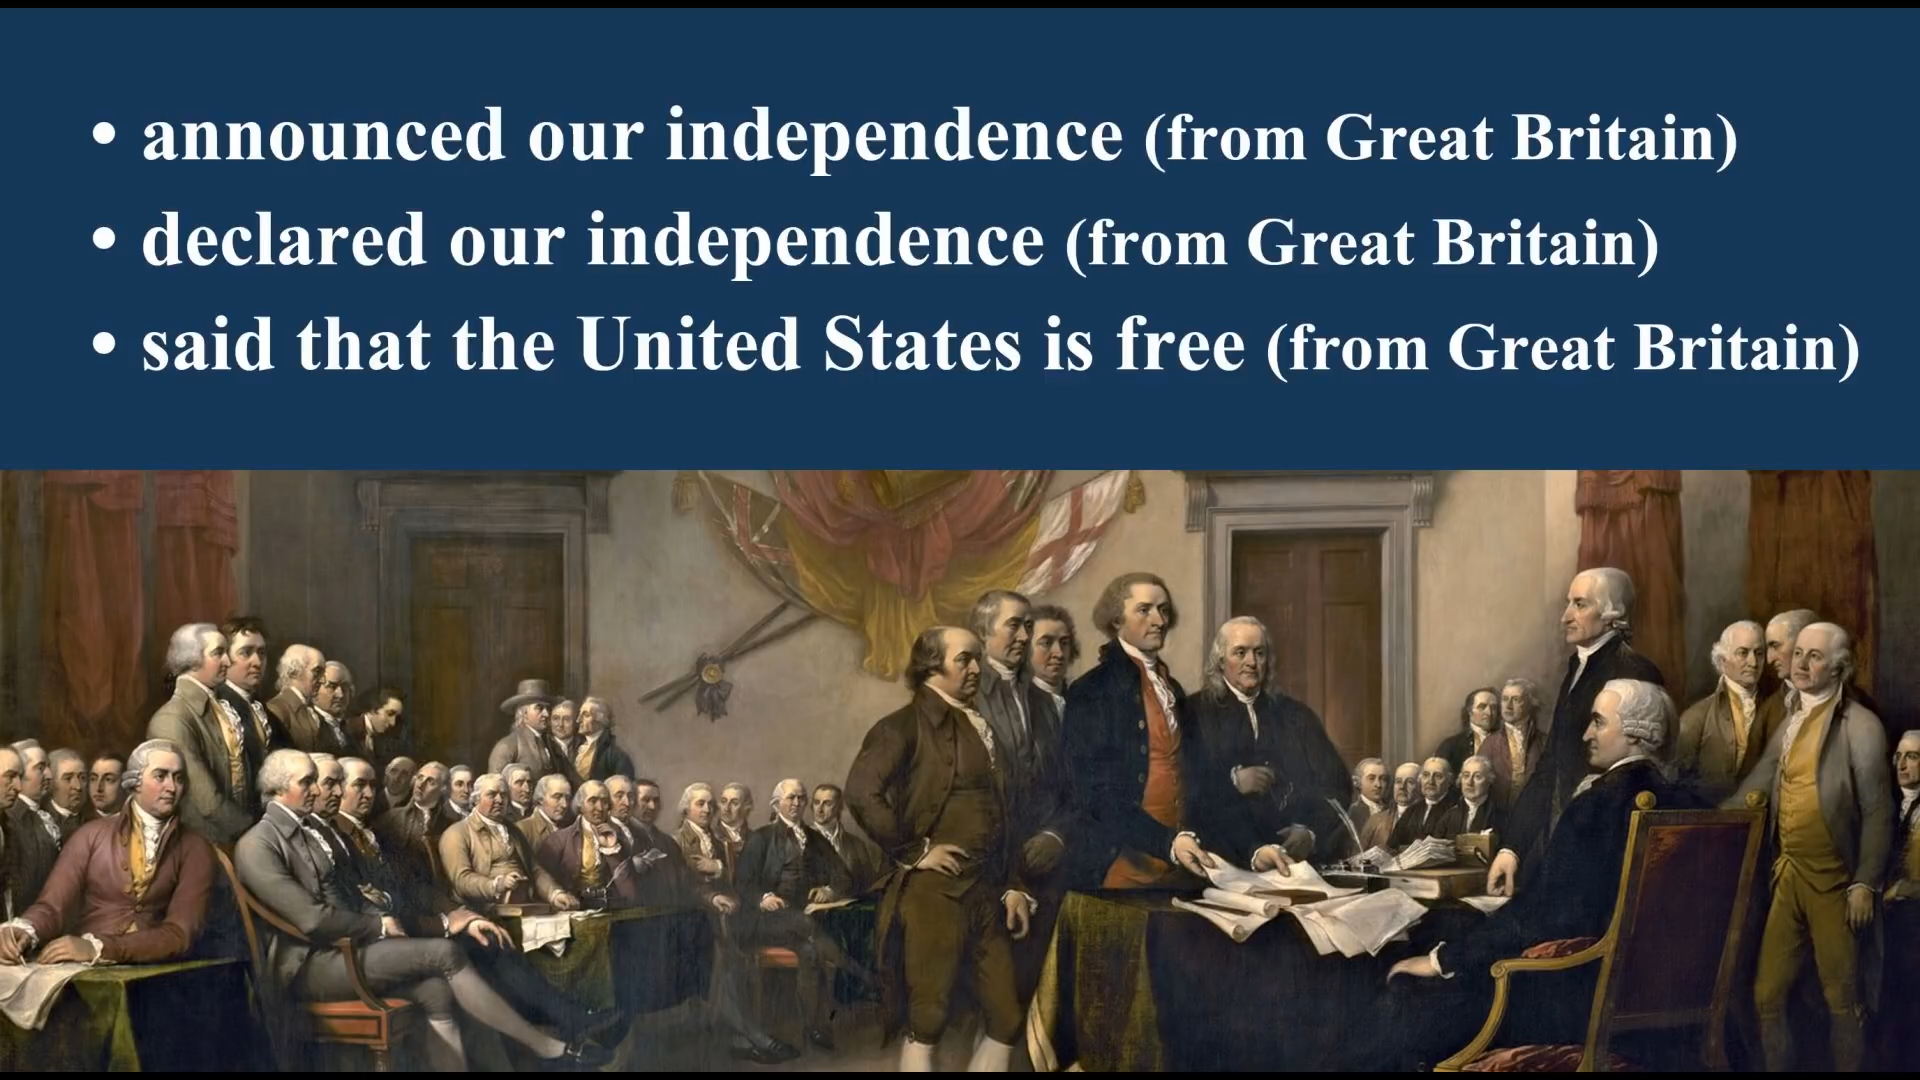 • announced our independence (from Great Britain)
• declared our independence (from Great Britain)
• said that the United States is free (from Great Britain)